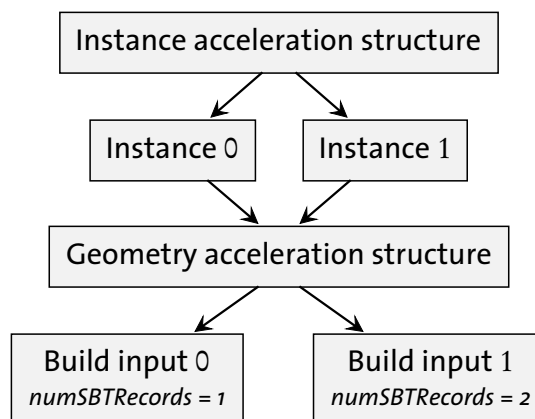 Instance acceleration structure
Instance 0
Instance 1
Geometry acceleration structure
Build input 0
numSBTRecords = 1
Build input 1
numSBTRecords = 2